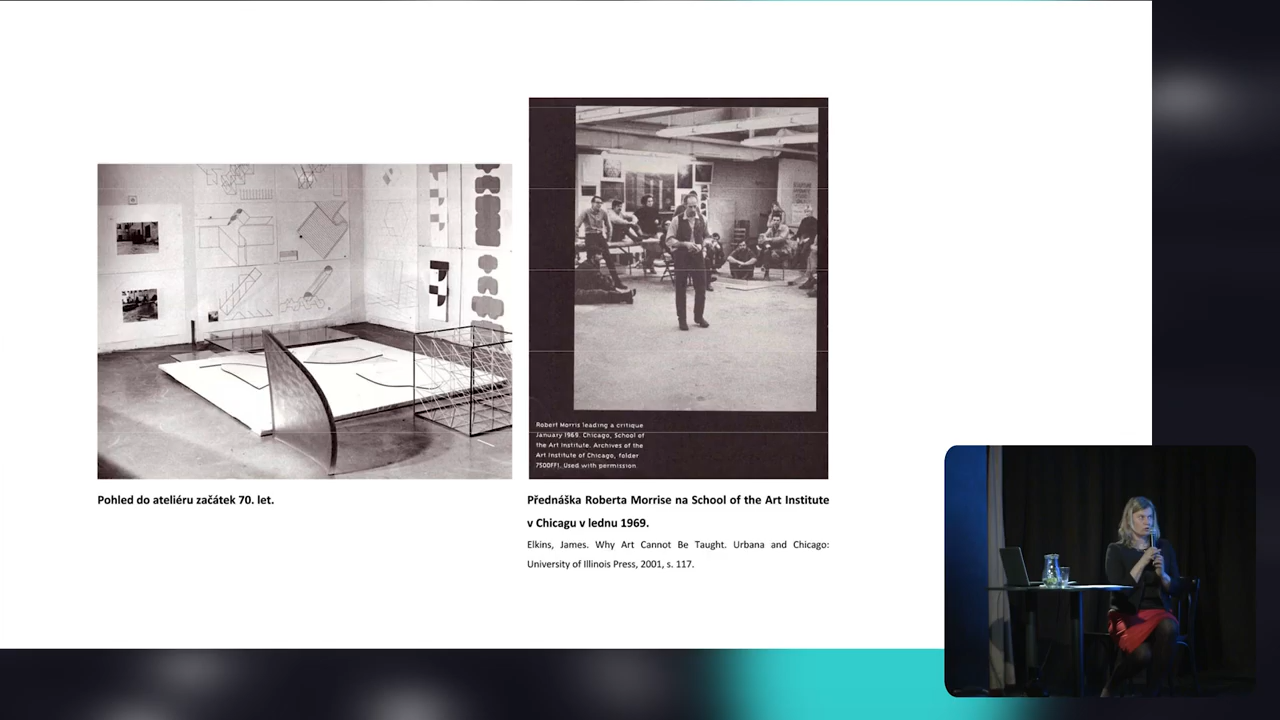 Robert Morris leading a critique
January 1969. Chicago, School of
the Art Institute. Archives of the
Art Institute of Chicago, folder
7500FF1. Used with permission.
Pohled do ateliéru začátek 70. let.
Přednáška Roberta Morrise na School of the Art Institute
v Chicagu v lednu 1969.
Elkins, James. Why Art Cannot Be Taught. Urbana and Chicago:
University of Illinois Press, 2001, s. 117.